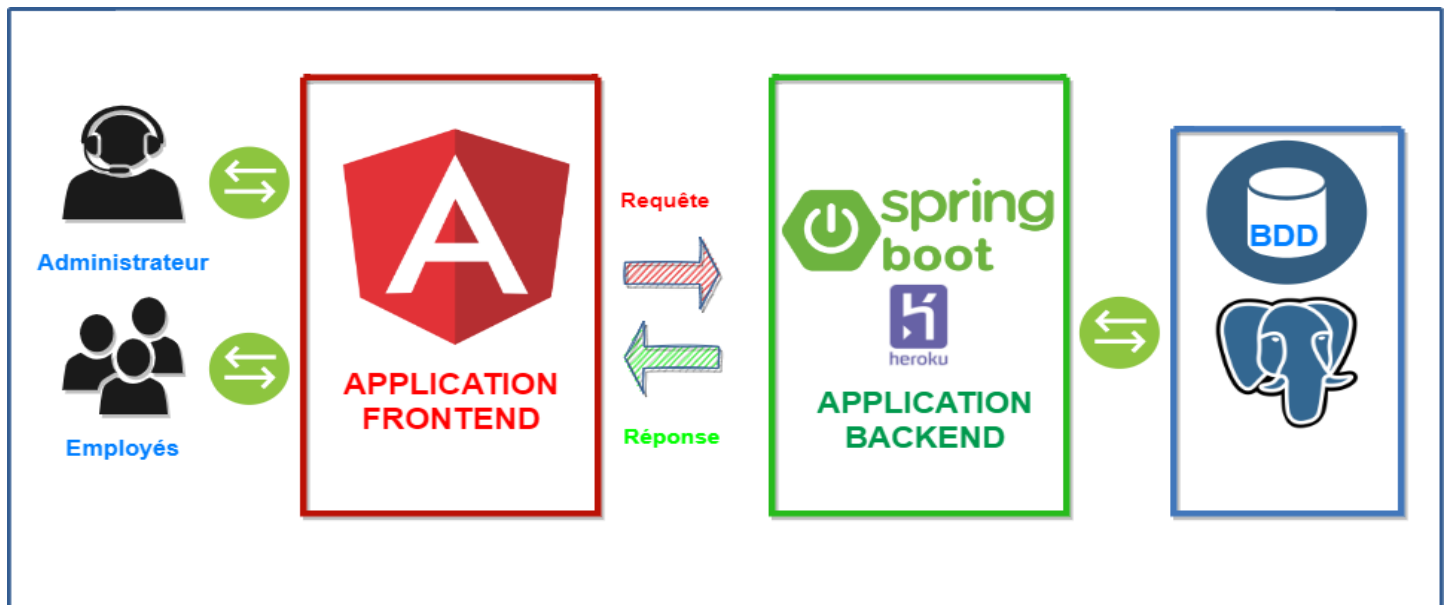 Administrateur
Employés
APPLICATION
FRONTEND
Requête
Réponse
spring
boot
heroku
APPLICATION
BACKEND
BDD